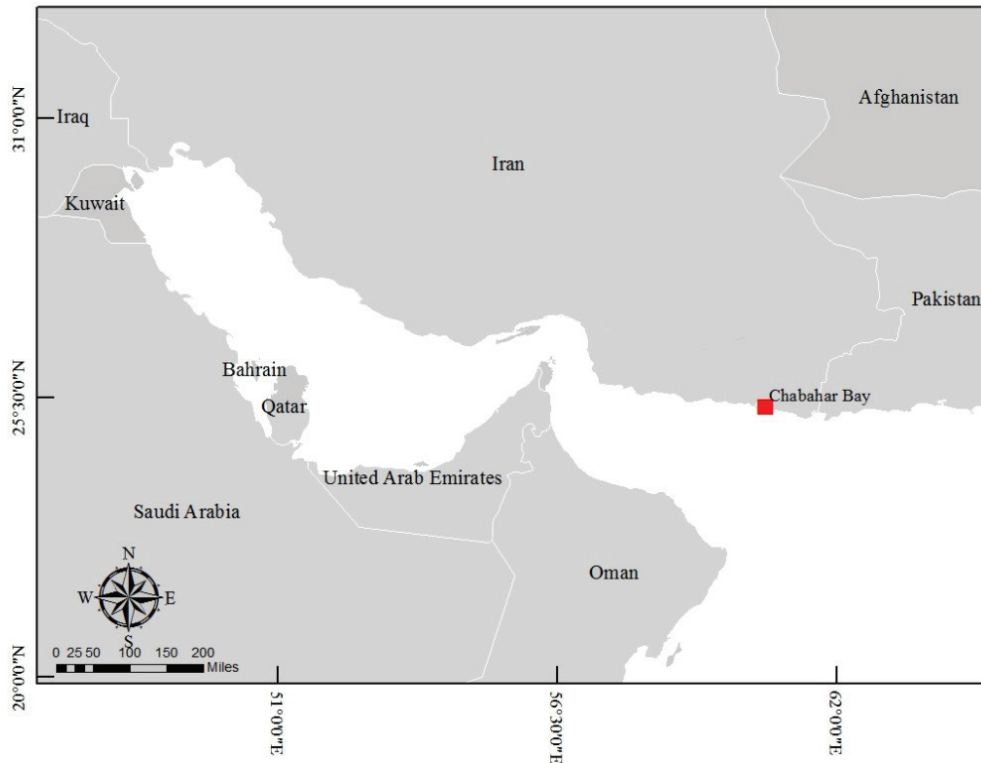 Afghanistan
31°0'0"N
Iraq
Iran
Kuwait
Pakistan
Bahrain
25°30'0"N
Chabahar Bay
Qatar
United Arab Emirates
Saudi Arabia
N
Oman
W
E
S
0 25 50 100 150 200
Miles
20°0'0"N
51°0'0"E
56°30'0"E
62°0'0"E